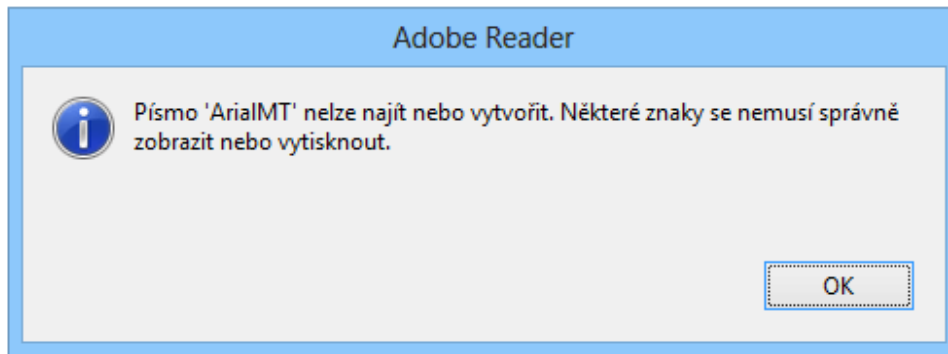 Adobe Reader
Písmo 'ArialMT' nelze najít nebo vytvořit. Některé znaky se nemusí správně
zobrazit nebo vytisknout.
OK